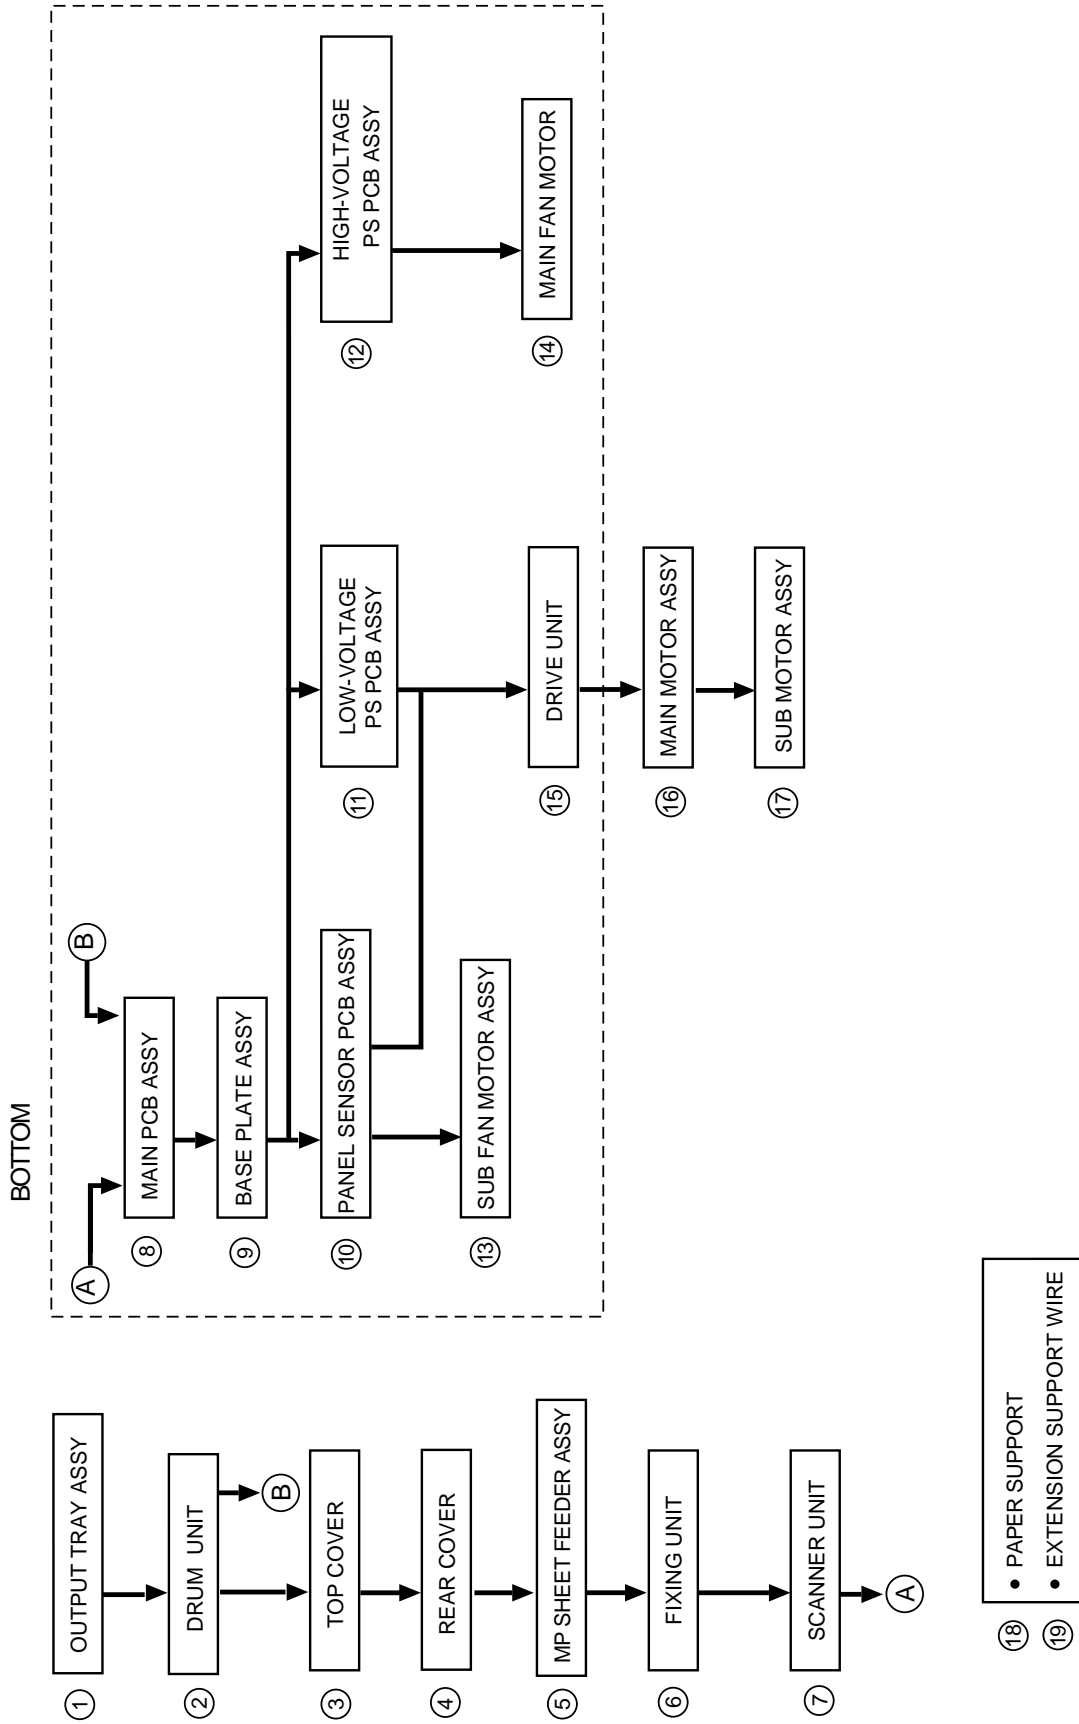 BOTTOM
① OUTPUT TRAY ASSY
② DRUM UNIT
B
③ TOP COVER
④ REAR COVER
⑤ MP SHEET FEEDER ASSY
⑥ FIXING UNIT
⑦ SCANNER UNIT
A
A
B
⑧ MAIN PCB ASSY
⑨ BASE PLATE ASSY
⑩ PANEL SENSOR PCB ASSY
⑪ LOW-VOLTAGE
PS PCB ASSY
⑫ HIGH-VOLTAGE
PS PCB ASSY
⑬ SUB FAN MOTOR ASSY
⑭ MAIN FAN MOTOR
⑮ DRIVE UNIT
⑯ MAIN MOTOR ASSY
⑰ SUB MOTOR ASSY
⑱ • PAPER SUPPORT
⑲ • EXTENSION SUPPORT WIRE